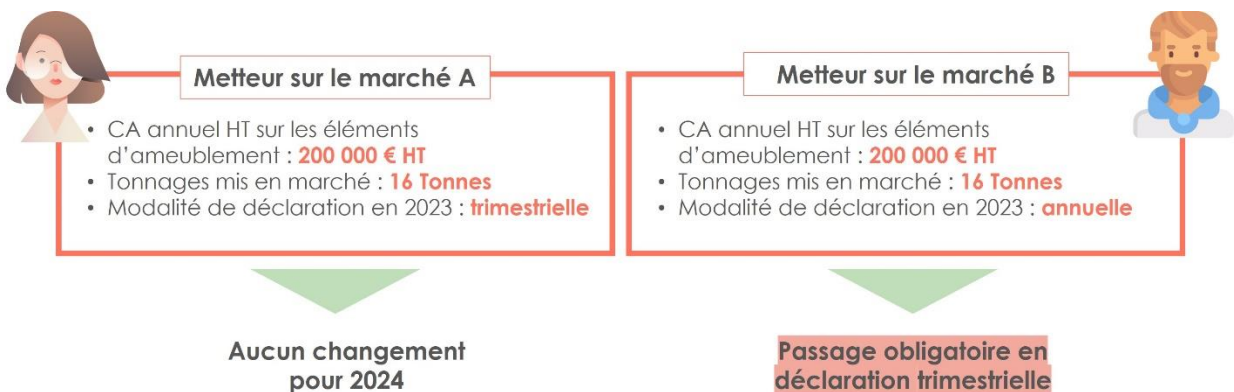 Metteur sur le marché A
• CA annuel HT sur les éléments
d'ameublement : 200 000 € HT
• Tonnages mis en marché : 16 Tonnes
• Modalité de déclaration en 2023 : trimestrielle
Aucun changement
pour 2024
Metteur sur le marché B
• CA annuel HT sur les éléments
d'ameublement : 200 000 € HT
• Tonnages mis en marché : 16 Tonnes
• Modalité de déclaration en 2023 : annuelle
Passage obligatoire en
déclaration trimestrielle